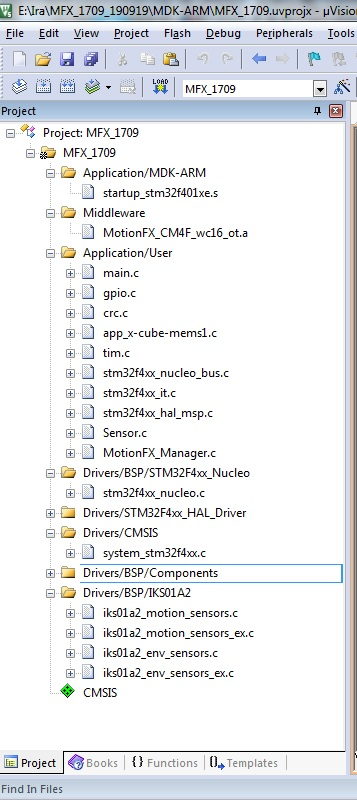 E:\Ira\MFX_1709_190919\MDK-ARM\MFX_1709.uvprojx - µVision
File Edit View Project Flash Debug Peripherals Tools
LOAD MFX_1709
Project
Project: MFX_1709
MFX_1709
Application/MDK-ARM
startup_stm32f401xe.s
Middleware
MotionFX_CM4F_wc16_ot.a
Application/User
main.c
gpio.c
crc.c
app_x-cube-mems1.c
tim.c
stm32f4xx_nucleo_bus.c
stm32f4xx_it.c
stm32f4xx_hal_msp.c
Sensor.c
MotionFX_Manager.c
Drivers/BSP/STM32F4xx_Nucleo
stm32f4xx_nucleo.c
Drivers/STM32F4xx_HAL_Driver
Drivers/CMSIS
system_stm32f4xx.c
Drivers/BSP/Components
Drivers/BSP/IKS01A2
iks01a2_motion_sensors.c
iks01a2_motion_sensors_ex.c
iks01a2_env_sensors.c
iks01a2_env_sensors_ex.c
CMSIS
Project Books {} Functions 0 Templates
Find In Files